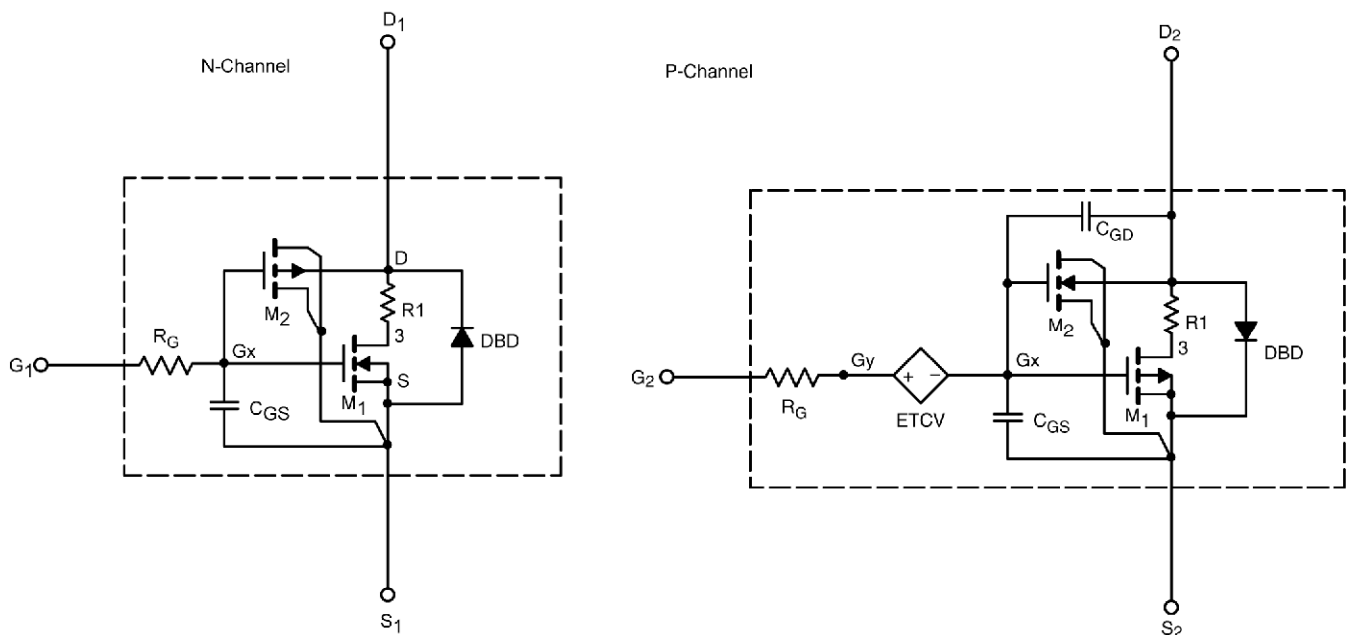 N-Channel
D1
D
M2
R1
3
DBD
RG
G1
Gx
S
M1
CGS
S1
P-Channel
D2
CGD
M2
R1
3
DBD
Gy
Gx
G2
RG
ETCV
CGS
M1
S2